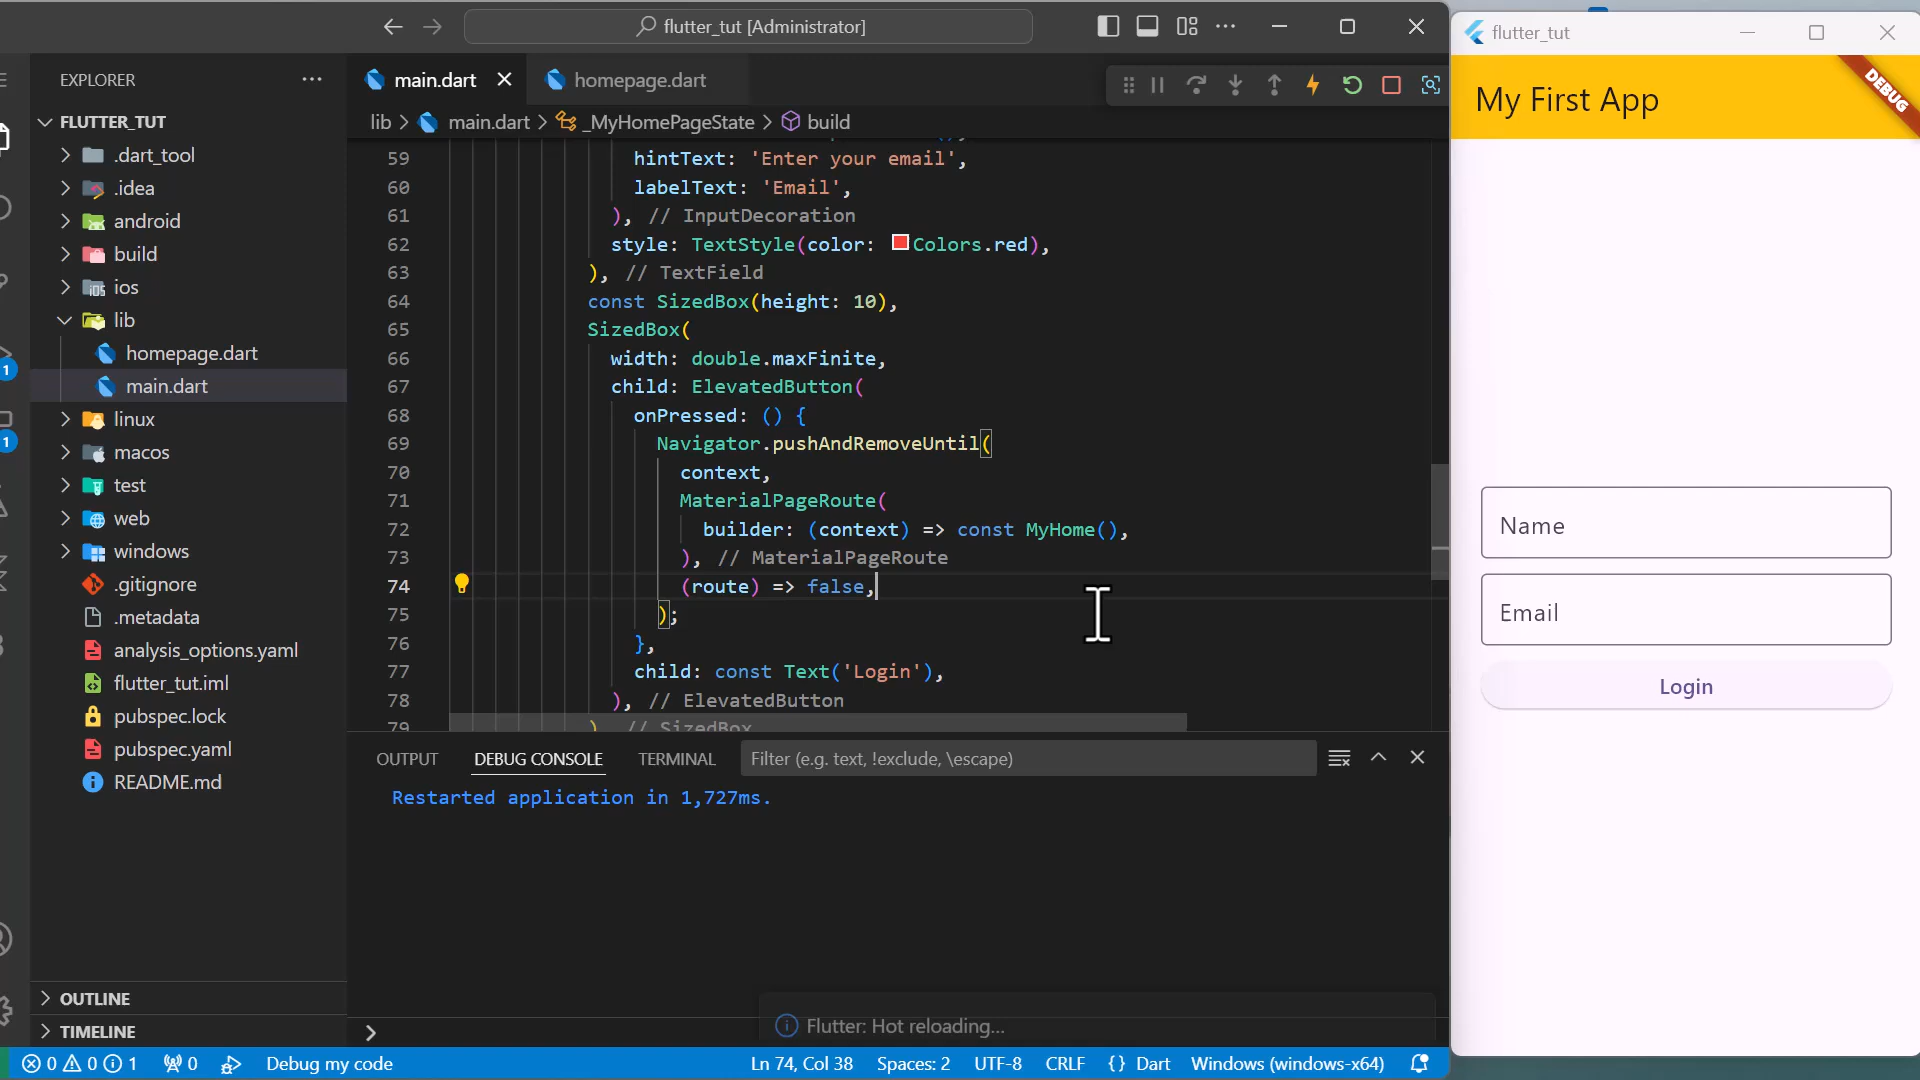 flutter_tut [Administrator]
EXPLORER
FLUTTER_TUT
.dart_tool
.idea
android
build
ios
lib
homepage.dart
main.dart
linux
macos
test
web
windows
.gitignore
.metadata
analysis_options.yaml
flutter_tut.iml
pubspec.lock
pubspec.yaml
README.md
OUTLINE
TIMELINE
1
1
main.dart
homepage.dart
lib > main.dart > _MyHomePageState > build
59 hintText: 'Enter your email',
60 labelText: 'Email',
61 ), // InputDecoration
62 style: TextStyle(color: Colors.red),
63 ), // TextField
64 const SizedBox(height: 10),
65 SizedBox(
66 width: double.maxFinite,
67 child: ElevatedButton(
68 onPressed: () {
69 Navigator.pushAndRemoveUntil(
70 context,
71 MaterialPageRoute(
72 builder: (context) => const MyHome(),
73 ), // MaterialPageRoute
74 (route) => false,
75 );
76 },
77 child: const Text('Login'),
78 ), // ElevatedButton
79 ) // SizedBox
OUTPUT
DEBUG CONSOLE
TERMINAL
Filter (e.g. text, !exclude, \escape)
Restarted application in 1,727ms.
Flutter: Hot reloading...
0 0 1 0 Debug my code Ln 74, Col 38 Spaces: 2 UTF-8 CRLF {} Dart Windows (windows-x64)
flutter_tut
My First App
DEBUG
Name
Email
Login